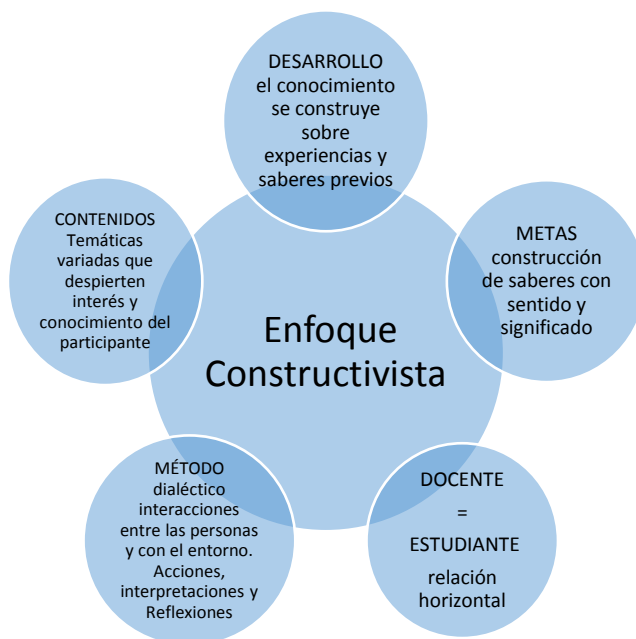 DESARROLLO
el conocimiento
se construye
sobre
experiencias y
saberes previos
CONTENIDOS
Temáticas
variadas que
despierten
interés y
conocimiento del
participante
METAS
construcción
de saberes con
sentido y
significado
Enfoque
Constructivista
MÉTODO
dialéctico
interacciones
entre las personas
y con el entorno.
Acciones,
interpretaciones y
Reflexiones
DOCENTE
=
ESTUDIANTE
relación
horizontal